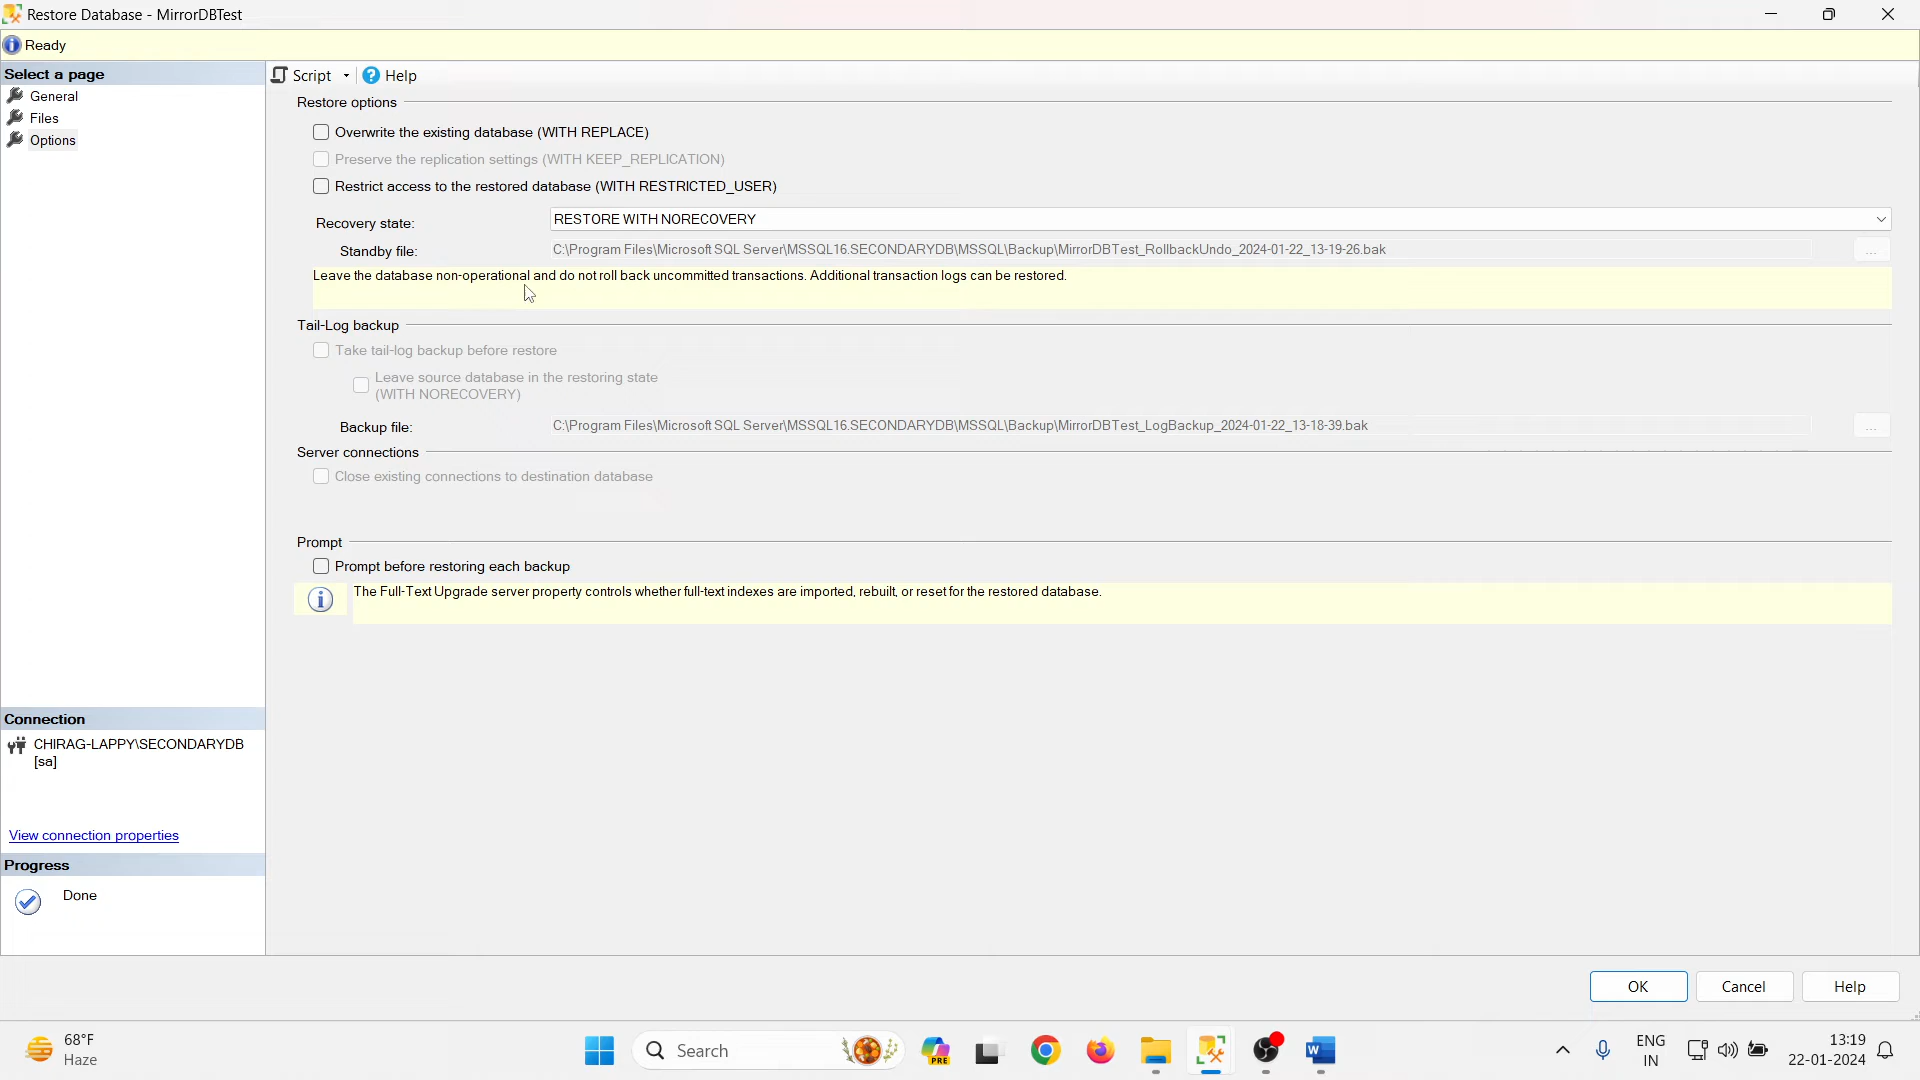 Restore Database - MirrorDBTest
Ready
Select a page
General
Files
Options
Script
Help
Restore options
Overwrite the existing database (WITH REPLACE)
Preserve the replication settings (WITH KEEP_REPLICATION)
Restrict access to the restored database (WITH RESTRICTED_USER)
Recovery state:
RESTORE WITH NORECOVERY
Standby file:
C:\Program Files\Microsoft SQL Server\MSSQL16.SECONDARYDB\MSSQL\Backup\MirrorDBTest_RollbackUndo_2024-01-22_13-19-26.bak
...
Leave the database non-operational and do not roll back uncommitted transactions. Additional transaction logs can be restored.
Tail-Log backup
Take tail-log backup before restore
Leave source database in the restoring state
(WITH NORECOVERY)
Backup file:
C:\Program Files\Microsoft SQL Server\MSSQL16.SECONDARYDB\MSSQL\Backup\MirrorDBTest_LogBackup_2024-01-22_13-18-39.bak
...
Server connections
Close existing connections to destination database
Prompt
Prompt before restoring each backup
The Full-Text Upgrade server property controls whether full-text indexes are imported, rebuilt, or reset for the restored database.
Connection
CHIRAG-LAPPY\SECONDARYDB
[sa]
View connection properties
Progress
Done
OK
Cancel
Help
68°F
Haze
Search
PRE
ENG
IN
13:19
22-01-2024